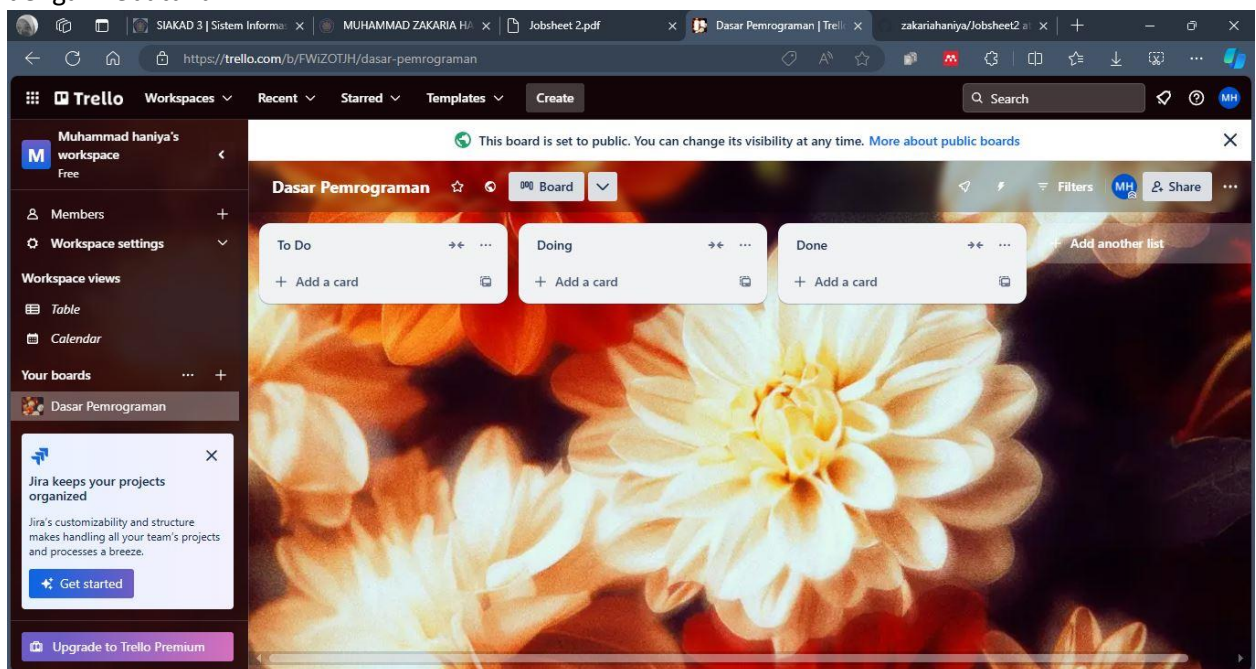 SIAKAD 3 | Sistem Informa
MUHAMMAD ZAKARIA HA
Jobsheet 2.pdf
Dasar Pemrograman | Trell
zakariahaniya/Jobsheet2 at
https://trello.com/b/FWiZOTJH/dasar-pemrograman
Trello Workspaces Recent Starred Templates Create Search MH
M
Muhammad haniya's
workspace
Free
This board is set to public. You can change its visibility at any time. More about public boards
Dasar Pemrograman Board Filters MH Share
Members
Workspace settings
Workspace views
Table
Calendar
Your boards
Dasar Pemrograman
To Do
+ Add a card
Doing
+ Add a card
Done
+ Add a card
+ Add another list
Jira keeps your projects
organized
Jira's customizability and structure
makes handling all your team's projects
and processes a breeze.
Get started
Upgrade to Trello Premium